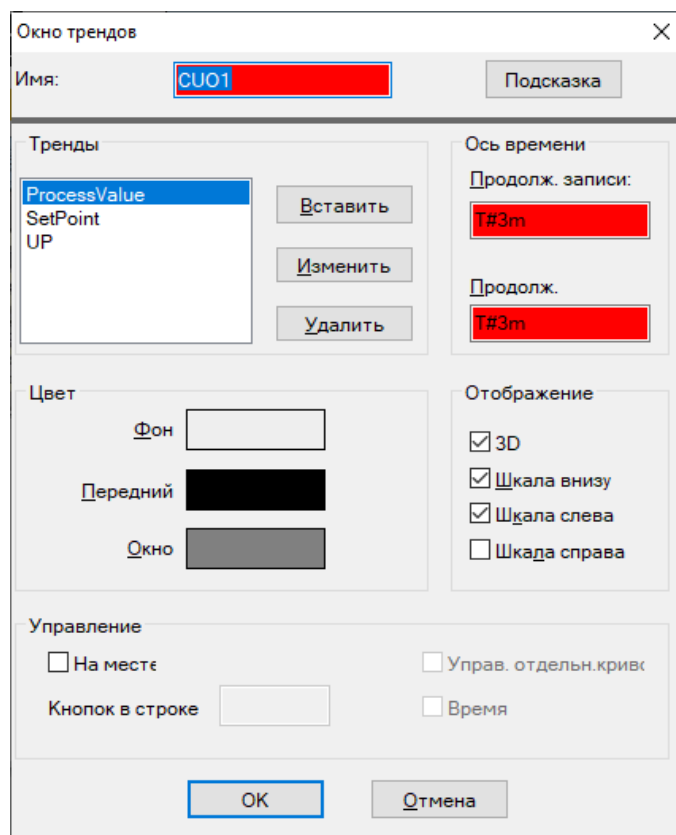 Окно трендов
Имя: CUO1 Подсказка
Тренды
ProcessValue
SetPoint
UP
Вставить
Изменить
Удалить
Ось времени
Продолж. записи:
T#3m
Продолж.
T#3m
Цвет
Фон
Передний
Окно
Отображение
3D
Шкала внизу
Шкала слева
Шкала справа
Управление
На месте
Кнопок в строке
Управ. отдельн.криво
Время
OK Отмена